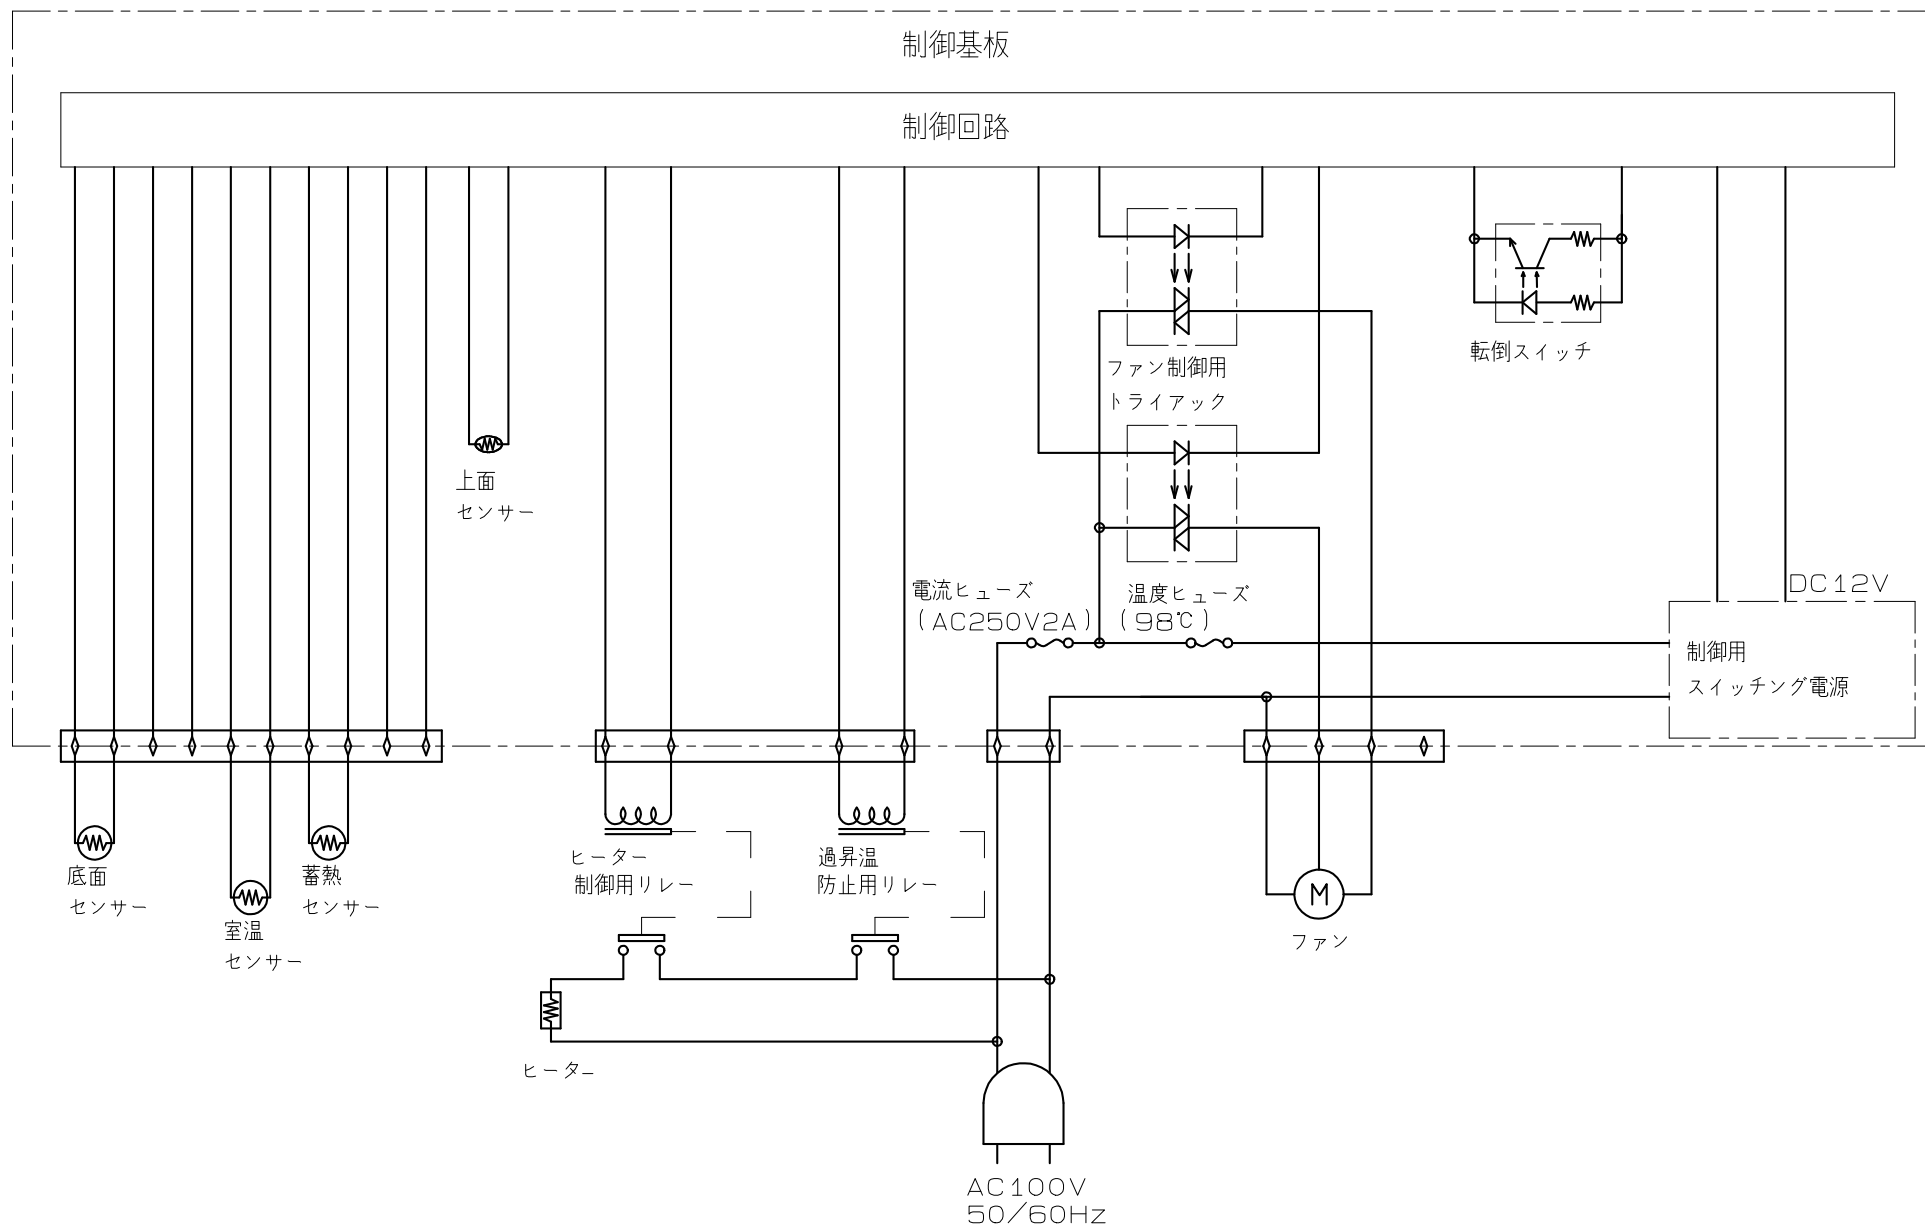 制御基板
制御回路
転倒スイッチ
ファン制御用
トライアック
上面
センサー
電流ヒューズ
(AC250V2A)
温度ヒューズ
(98℃)
DC12V
制御用
スイッチング電源
底面
センサー
室温
センサー
蓄熱
センサー
ヒーター
制御用リレー
過昇温
防止用リレー
M
ファン
ヒーター
AC100V
50/60Hz